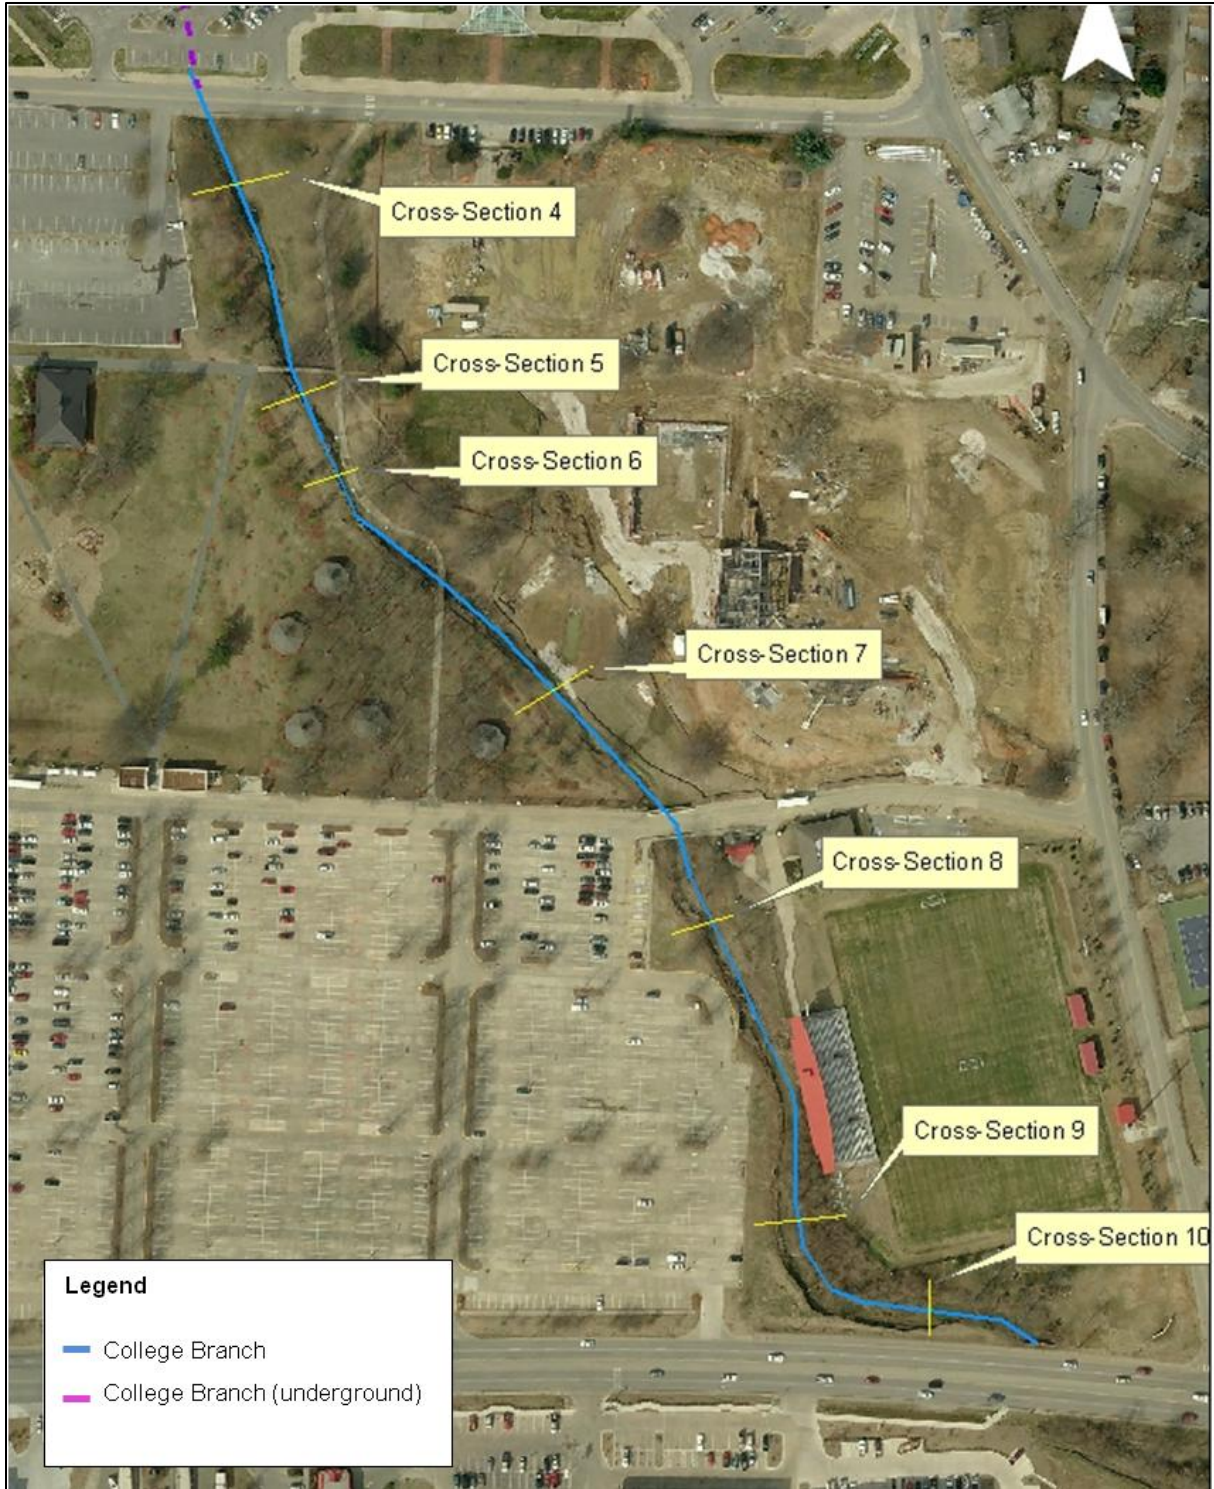 Cross-Section 4
Cross-Section 5
Cross-Section 6
Cross-Section 7
Cross-Section 8
Cross-Section 9
Cross-Section 10
Legend
College Branch
College Branch (underground)